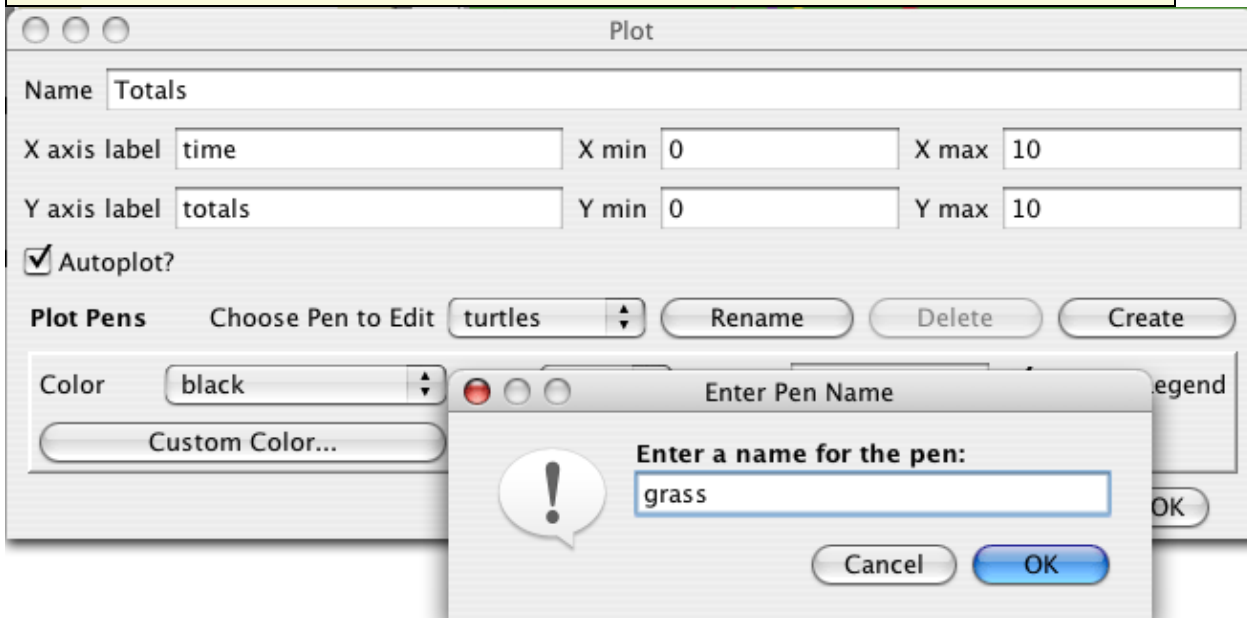 Plot
Name Totals
X axis label time X min 0 X max 10
Y axis label totals Y min 0 Y max 10
Autoplot?
Plot Pens Choose Pen to Edit turtles Rename Delete Create
Color black
Custom Color...
Enter Pen Name
Enter a name for the pen:
grass
Cancel OK
OK